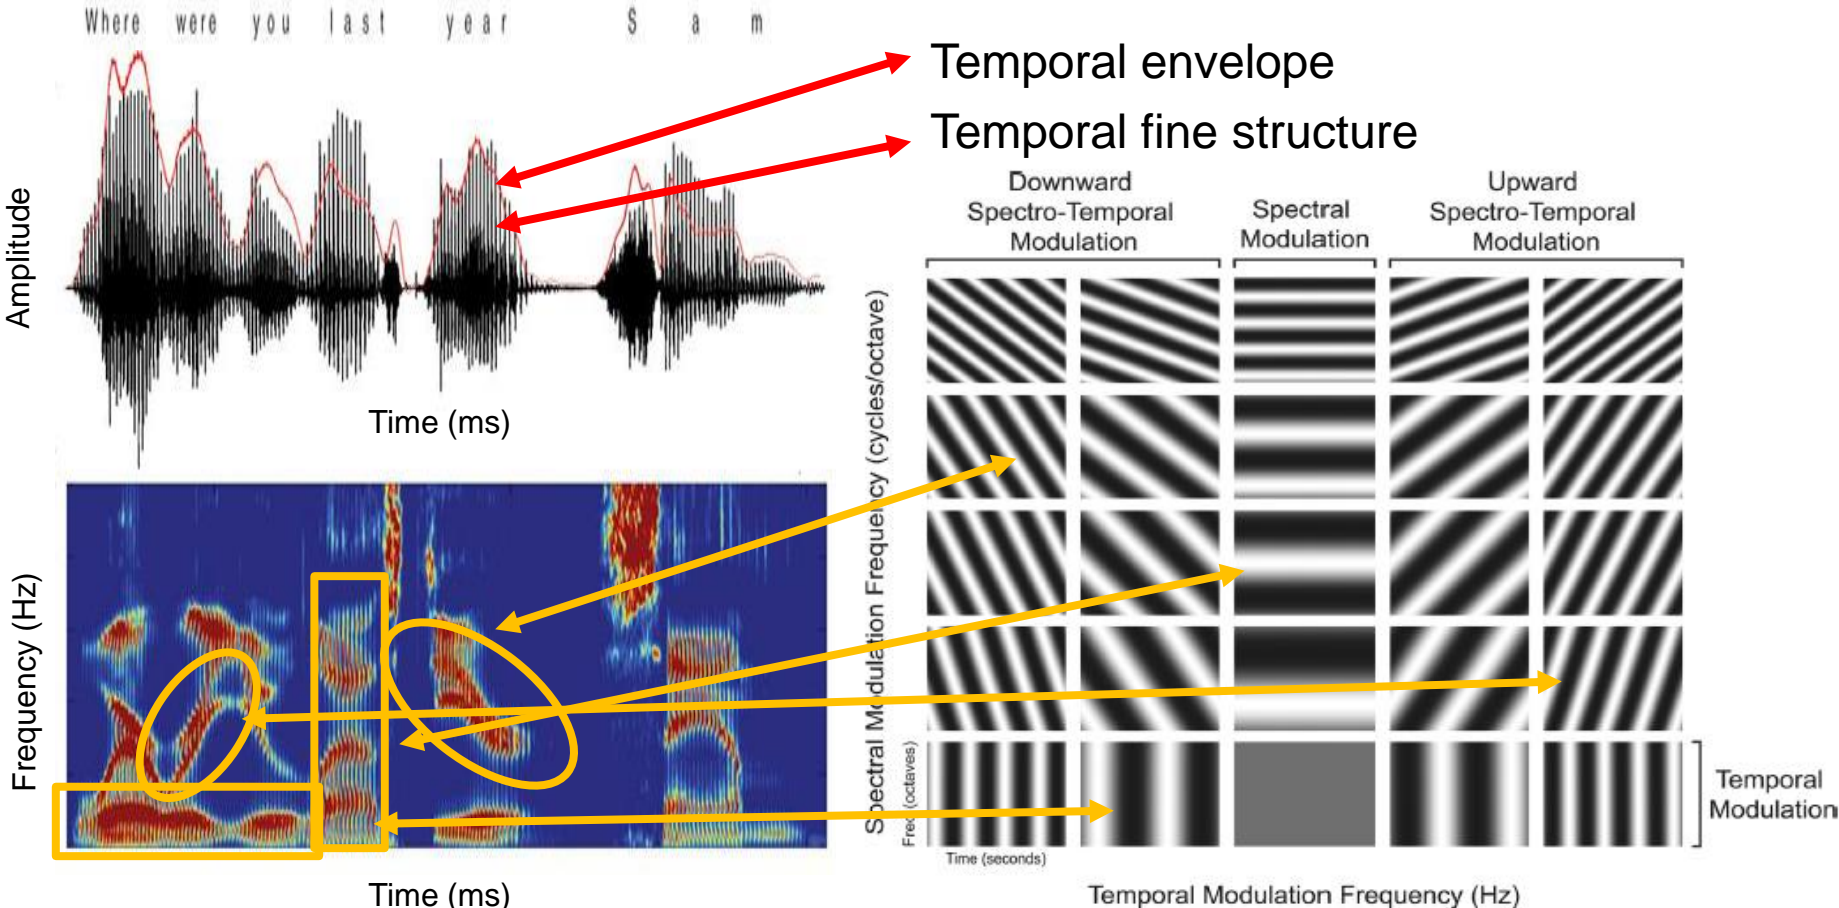 Where were you last year Sam
Temporal envelope
Temporal fine structure
Amplitude
Time (ms)
Downward
Spectro-Temporal
Modulation
Spectral
Modulation
Upward
Spectro-Temporal
Modulation
Frequency (Hz)
Time (ms)
Spectral Modulation Frequency (cycles/octave)
Freq (octaves)
Time (seconds)
Temporal
Modulation
Temporal Modulation Frequency (Hz)